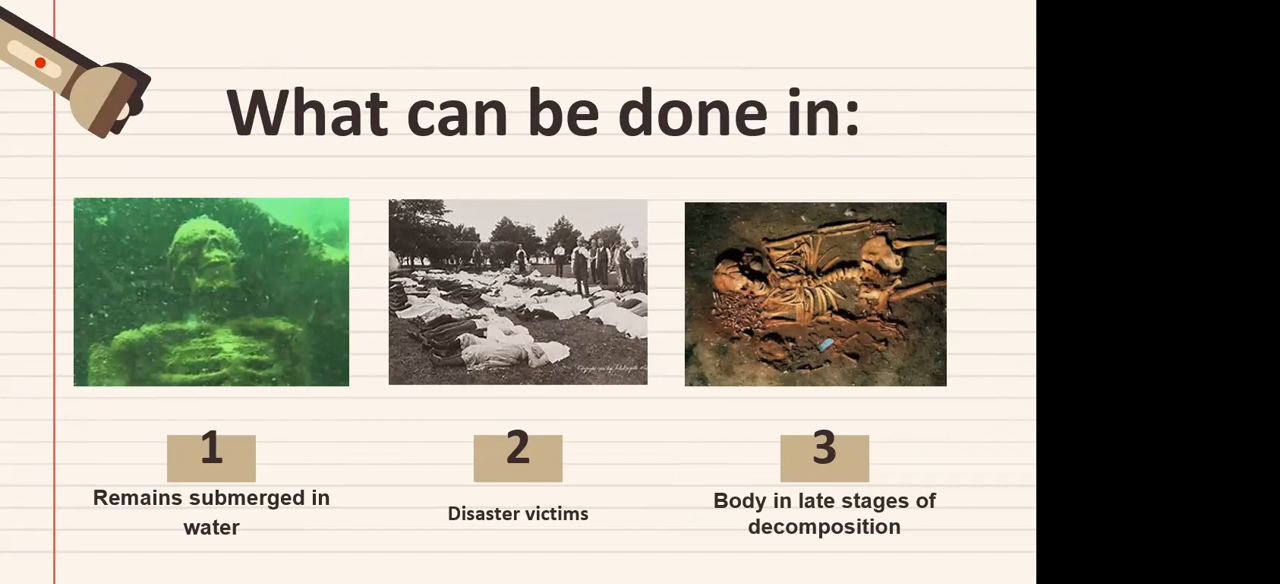 What can be done in:
1
Remains submerged in
water
2
Disaster victims
3
Body in late stages of
decomposition